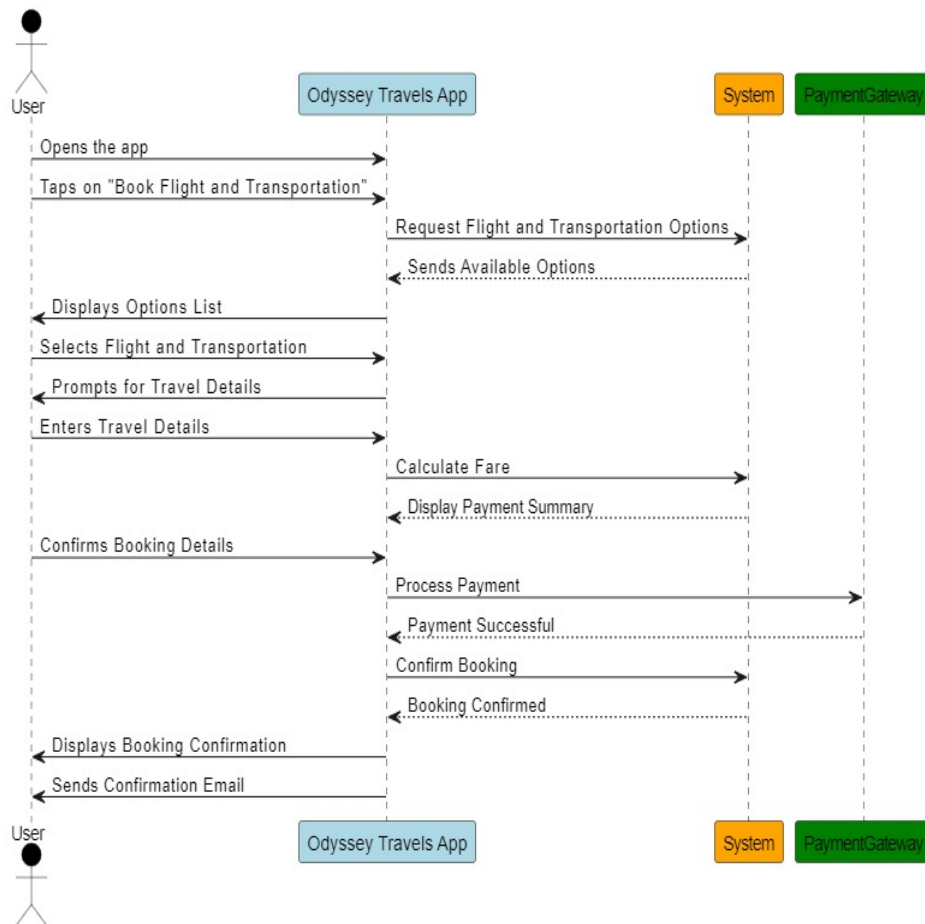 User
Odyssey Travels App
System
PaymentGateway
Opens the app
Taps on "Book Flight and Transportation"
Request Flight and Transportation Options
Sends Available Options
Displays Options List
Selects Flight and Transportation
Prompts for Travel Details
Enters Travel Details
Calculate Fare
Display Payment Summary
Confirms Booking Details
Process Payment
Payment Successful
Confirm Booking
Booking Confirmed
Displays Booking Confirmation
Sends Confirmation Email
User
Odyssey Travels App
System
PaymentGateway